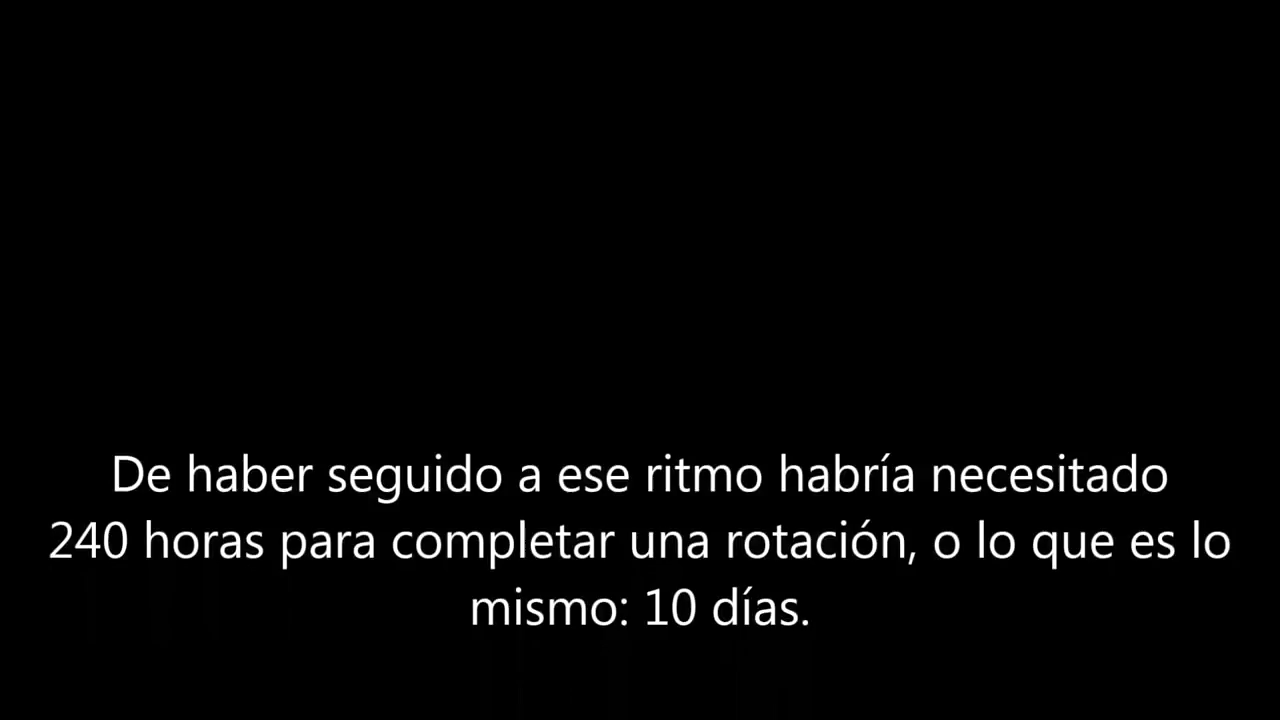 De haber seguido a ese ritmo habría necesitado
240 horas para completar una rotación, o lo que es lo
mismo: 10 días.